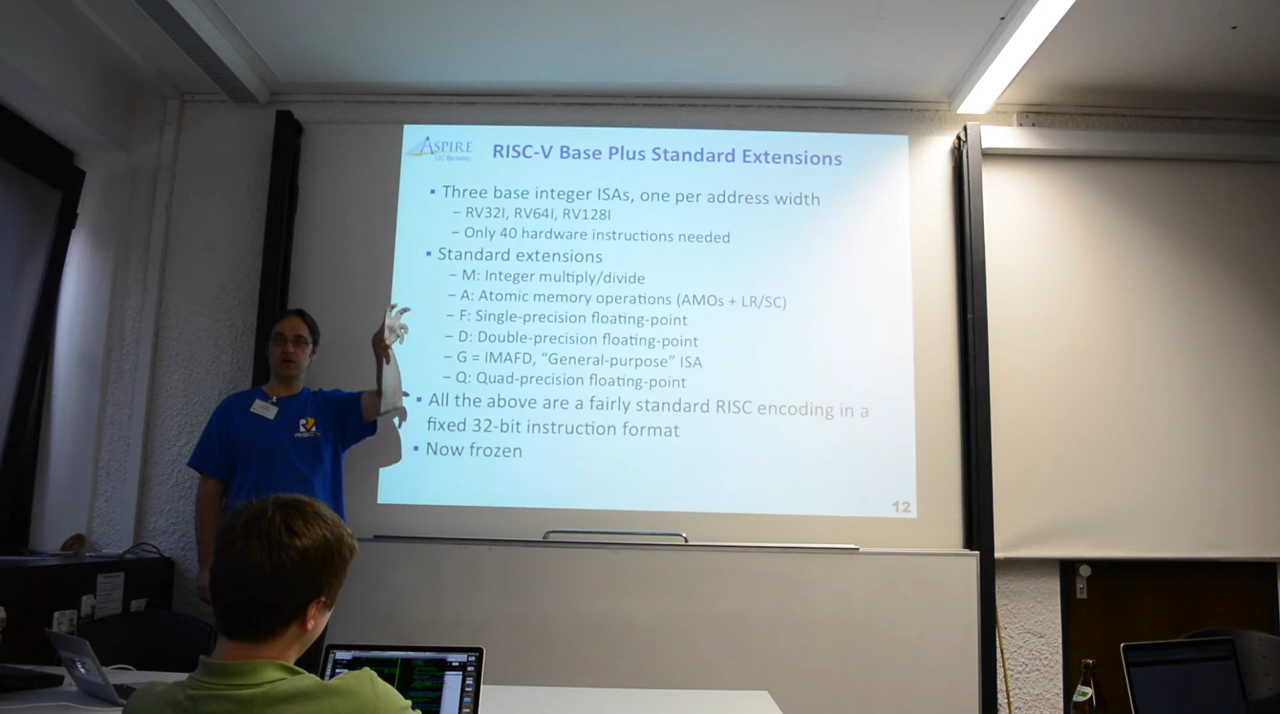 ASPIRE
UC Berkeley
RISC-V Base Plus Standard Extensions
▪ Three base integer ISAs, one per address width
– RV32I, RV64I, RV128I
– Only 40 hardware instructions needed
▪ Standard extensions
– M: Integer multiply/divide
– A: Atomic memory operations (AMOs + LR/SC)
– F: Single-precision floating-point
– D: Double-precision floating-point
– G = IMAFD, “General-purpose” ISA
– Q: Quad-precision floating-point
▪ All the above are a fairly standard RISC encoding in a
fixed 32-bit instruction format
▪ Now frozen
12
RISC-V